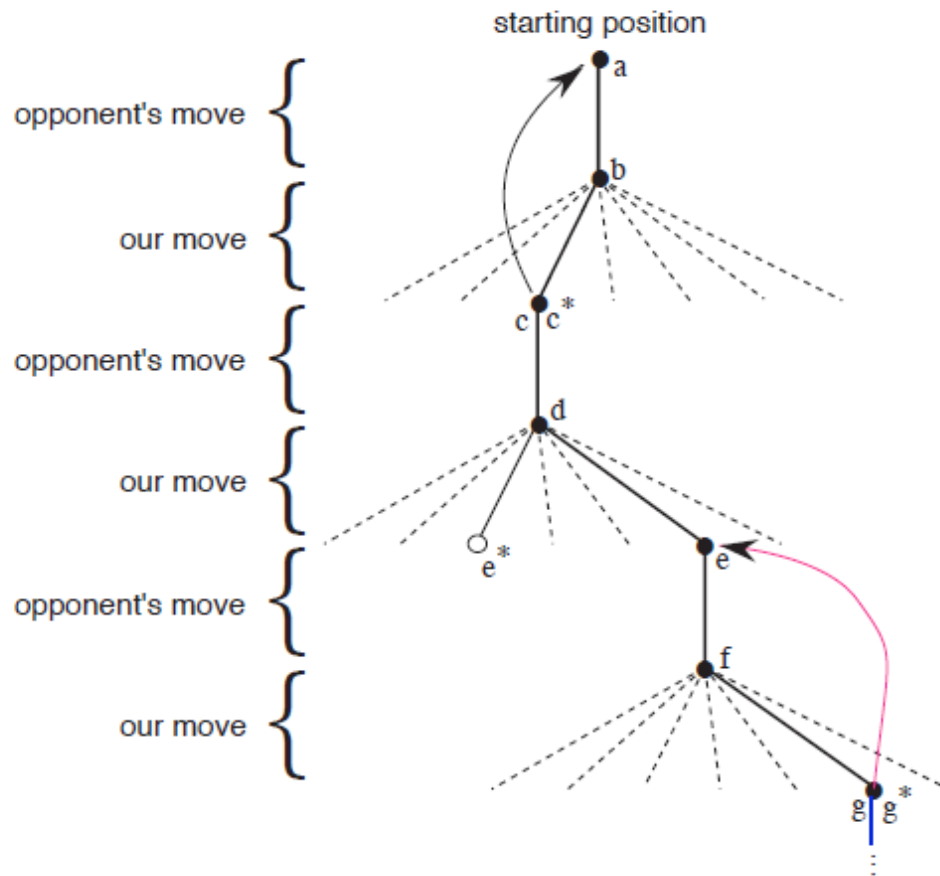 starting position
a
opponent's move
b
our move
c c*
opponent's move
d
our move
e* e
opponent's move
f
our move
g g*